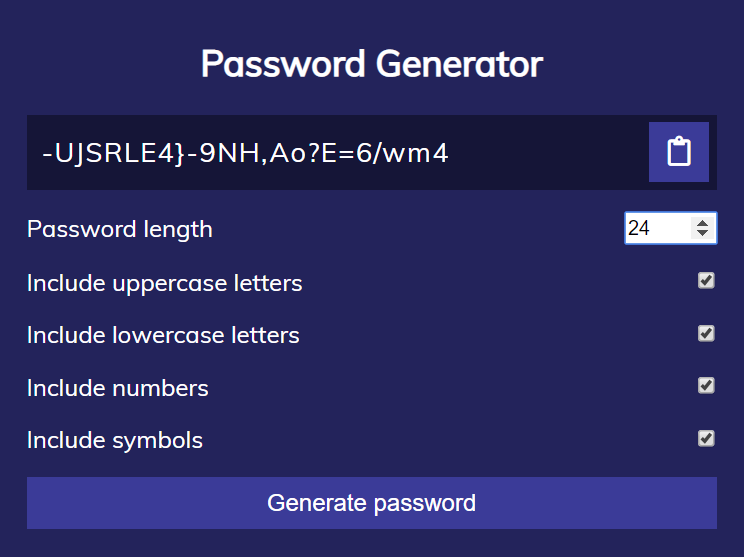 Password Generator
-UJSRLE4}-9NH,Ao?E=6/wm4
Password length
24
Include uppercase letters
Include lowercase letters
Include numbers
Include symbols
Generate password